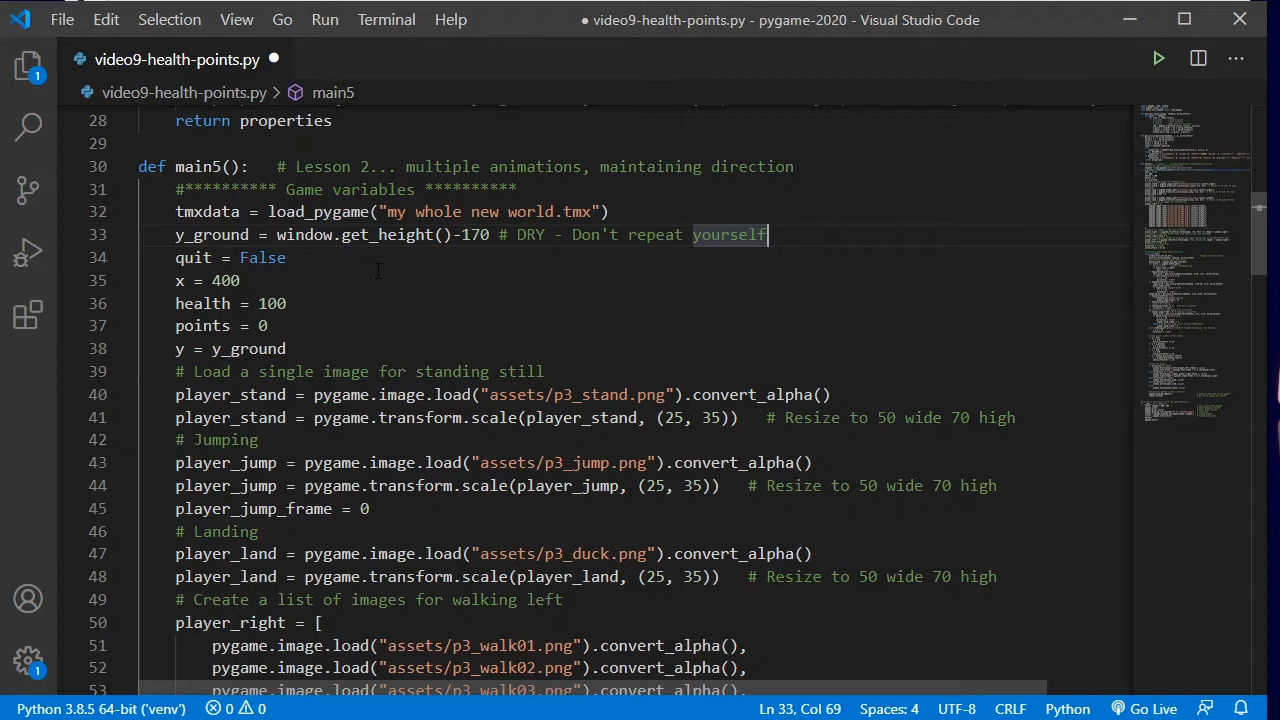 File Edit Selection View Go Run Terminal Help ● video9-health-points.py - pygame-2020 - Visual Studio Code
video9-health-points.py
video9-health-points.py > main5
28 return properties
29
30 def main5(): # Lesson 2... multiple animations, maintaining direction
31 #********** Game variables **********
32 tmxdata = load_pygame("my whole new world.tmx")
33 y_ground = window.get_height()-170 # DRY - Don't repeat yourself
34 quit = False
35 x = 400
36 health = 100
37 points = 0
38 y = y_ground
39 # Load a single image for standing still
40 player_stand = pygame.image.load("assets/p3_stand.png").convert_alpha()
41 player_stand = pygame.transform.scale(player_stand, (25, 35)) # Resize to 50 wide 70 high
42 # Jumping
43 player_jump = pygame.image.load("assets/p3_jump.png").convert_alpha()
44 player_jump = pygame.transform.scale(player_jump, (25, 35)) # Resize to 50 wide 70 high
45 player_jump_frame = 0
46 # Landing
47 player_land = pygame.image.load("assets/p3_duck.png").convert_alpha()
48 player_land = pygame.transform.scale(player_land, (25, 35)) # Resize to 50 wide 70 high
49 # Create a list of images for walking left
50 player_right = [
51 pygame.image.load("assets/p3_walk01.png").convert_alpha(),
52 pygame.image.load("assets/p3_walk02.png").convert_alpha(),
53 pygame.image.load("assets/p3_walk03.png").convert_alpha(),
1
1
Python 3.8.5 64-bit ('venv') 0 0 Ln 33, Col 69 Spaces: 4 UTF-8 CRLF Python Go Live